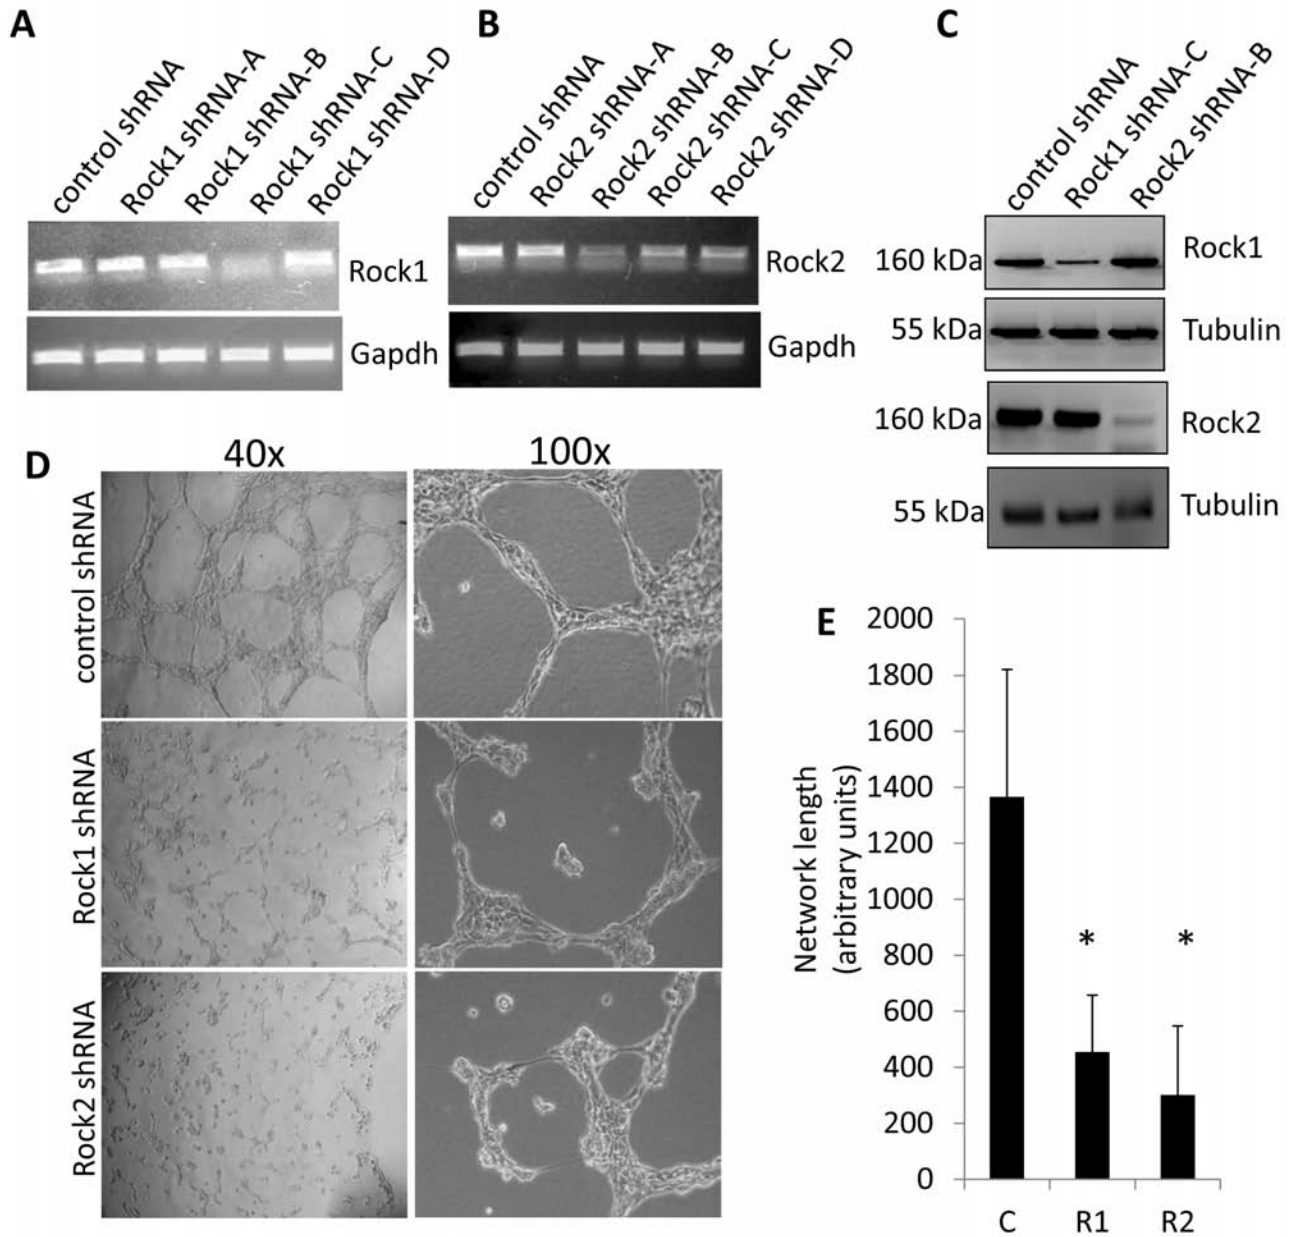 A
control shRNA
Rock1 shRNA-A
Rock1 shRNA-B
Rock1 shRNA-C
Rock1 shRNA-D
Rock1
Gapdh
B
control shRNA
Rock2 shRNA-A
Rock2 shRNA-B
Rock2 shRNA-C
Rock2 shRNA-D
Rock2
Gapdh
C
control shRNA
Rock1 shRNA-C
Rock2 shRNA-B
160 kDa Rock1
55 kDa Tubulin
160 kDa Rock2
55 kDa Tubulin
D
40x 100x
control shRNA
Rock1 shRNA
Rock2 shRNA
E
Network length
(arbitrary units)
2000
1800
1600
1400
1200
1000
800
600
400
200
0
* *
C R1 R2